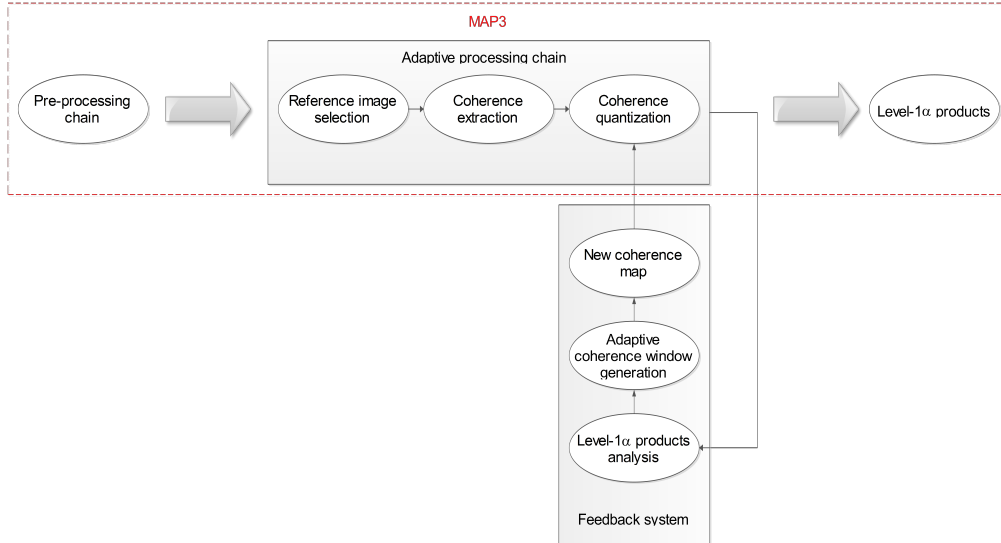 MAP3
Adaptive processing chain
Pre-processing
chain
Reference image
selection
Coherence
extraction
Coherence
quantization
Level-1α products
New coherence
map
Adaptive
coherence window
generation
Level-1α products
analysis
Feedback system